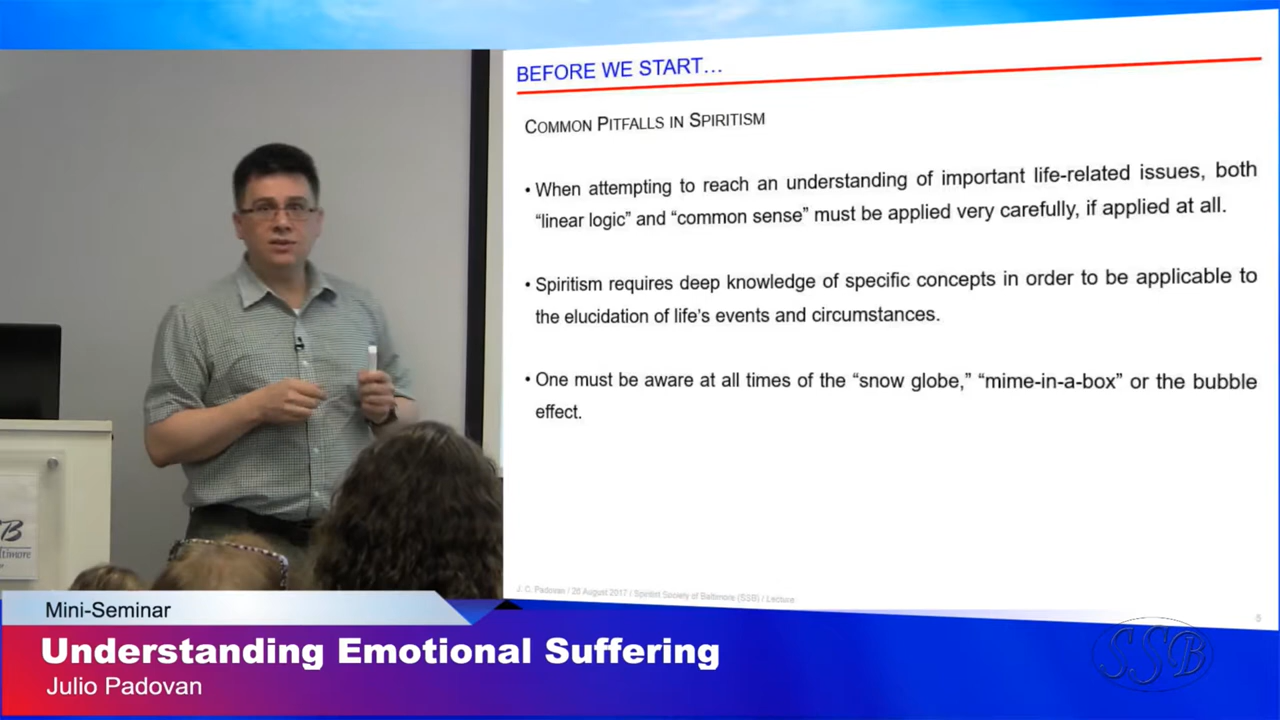 BEFORE WE START…
COMMON PITFALLS IN SPIRITISM
• When attempting to reach an understanding of important life-related issues, both
“linear logic” and “common sense” must be applied very carefully, if applied at all.
• Spiritism requires deep knowledge of specific concepts in order to be applicable to
the elucidation of life’s events and circumstances.
• One must be aware at all times of the “snow globe,” “mime-in-a-box” or the bubble
effect.
J. C. Padovan / 26 August 2017 / Spiritist Society of Baltimore (SSB) / Lecture
5
Mini-Seminar
Understanding Emotional Suffering
Julio Padovan
SSB